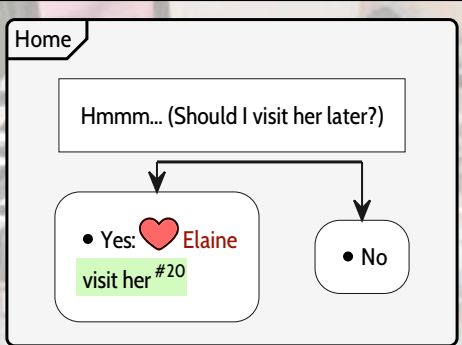 Home
Hmmm... (Should I visit her later?)
• Yes: Elaine
visit her #20
• No